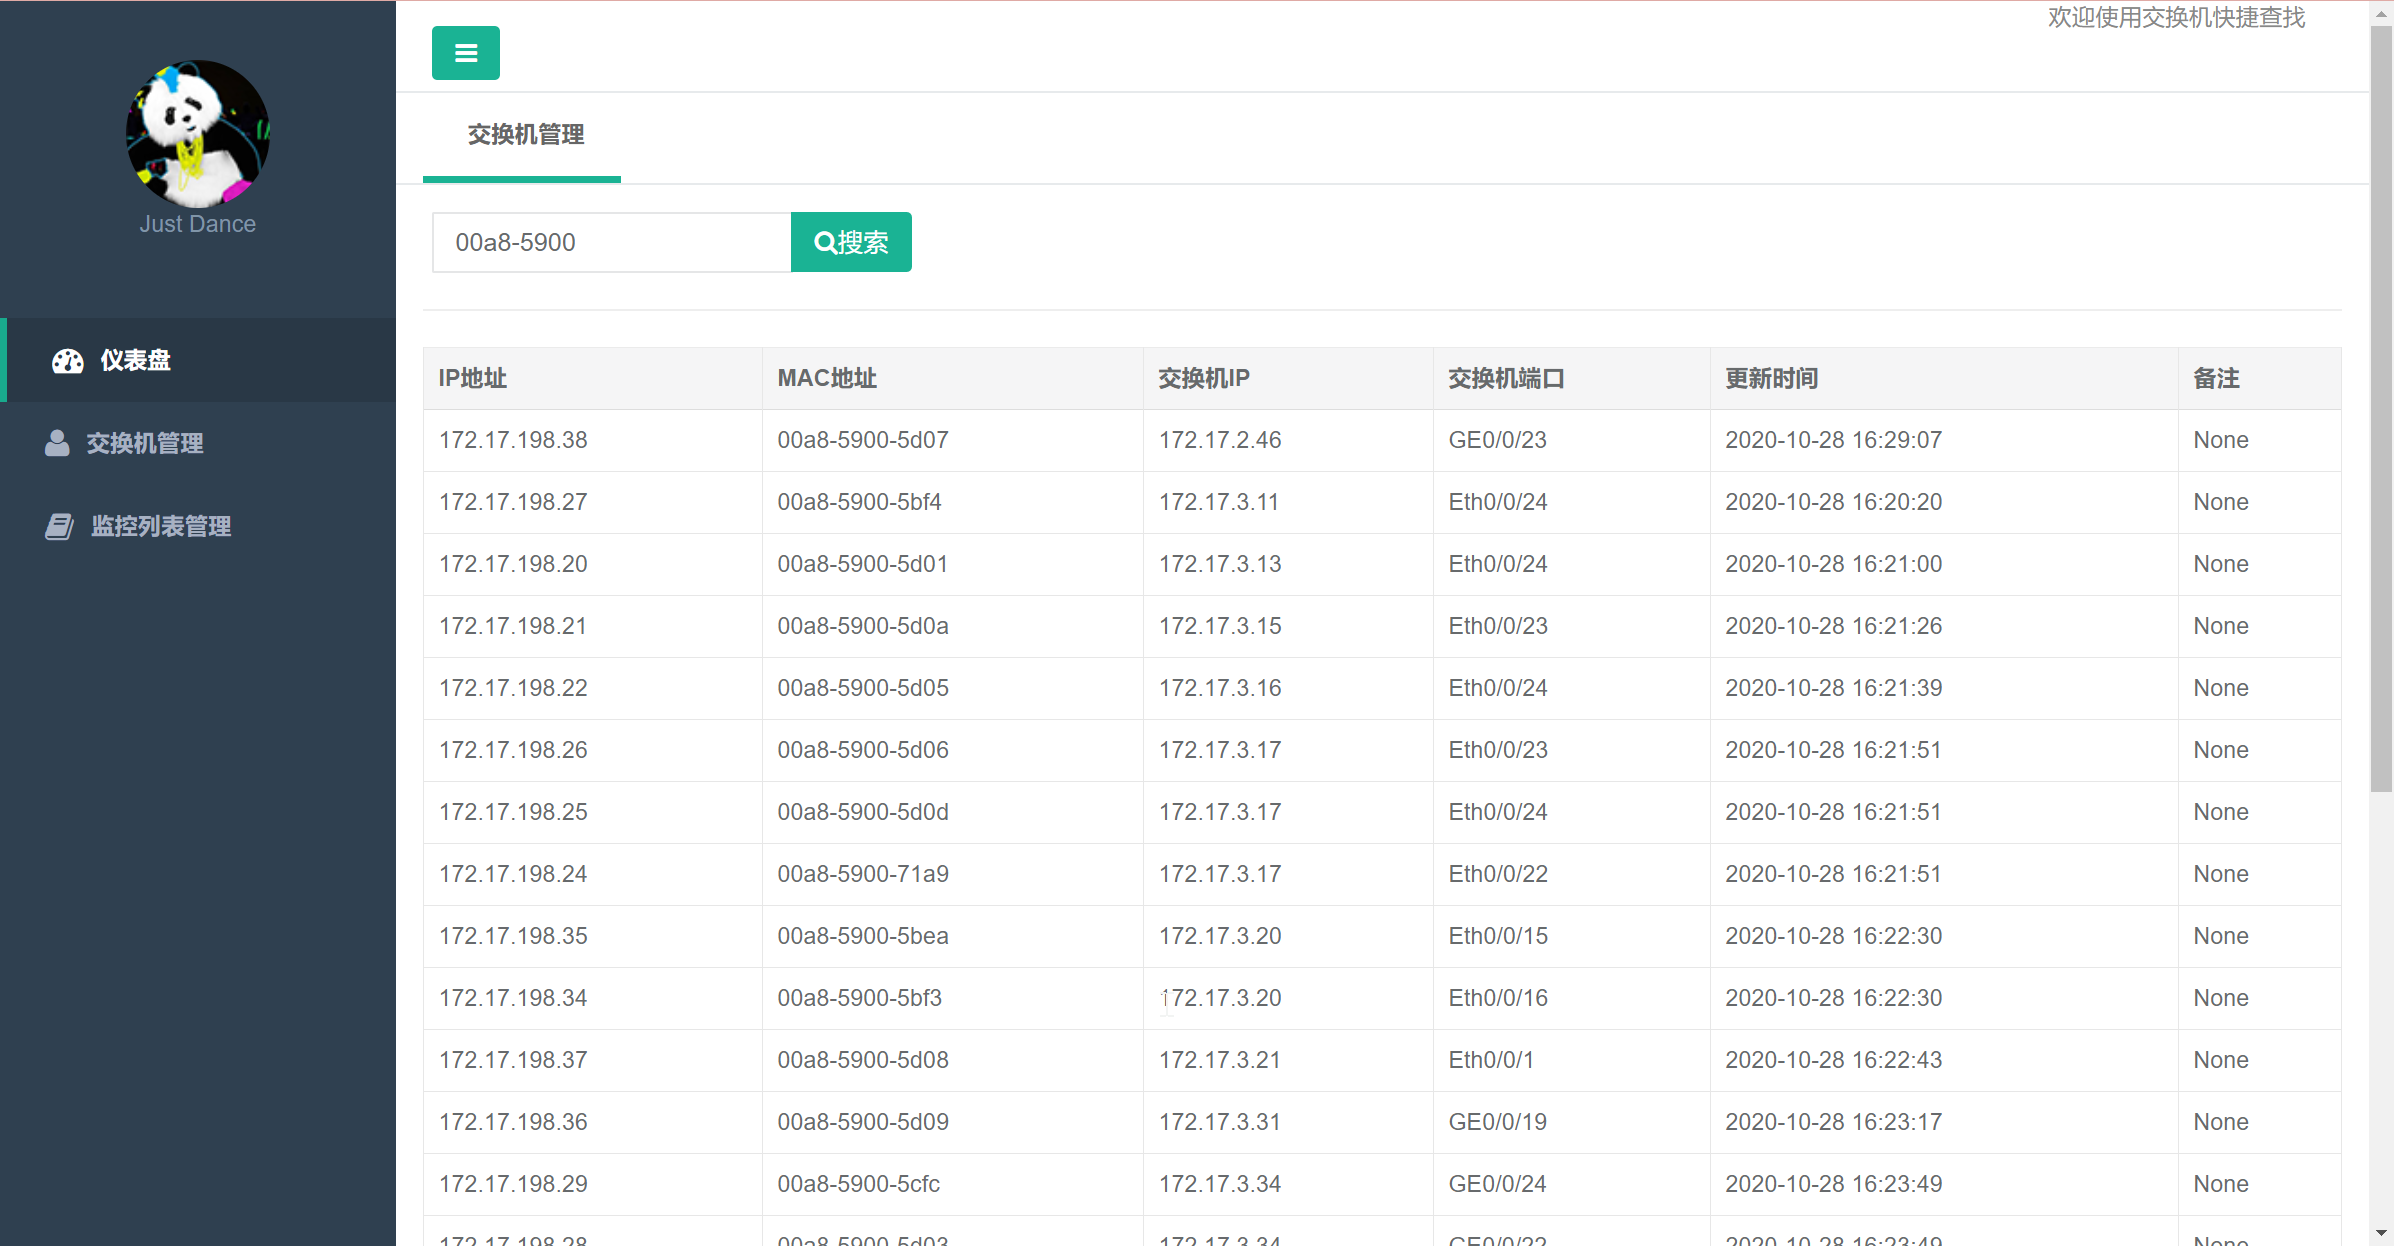 欢迎使用交换机快捷查找
Just Dance
仪表盘
交换机管理
监控列表管理
交换机管理
00a8-5900 搜索
IP地址 MAC地址 交换机IP 交换机端口 更新时间 备注
172.17.198.38 00a8-5900-5d07 172.17.2.46 GE0/0/23 2020-10-28 16:29:07 None
172.17.198.27 00a8-5900-5bf4 172.17.3.11 Eth0/0/24 2020-10-28 16:20:20 None
172.17.198.20 00a8-5900-5d01 172.17.3.13 Eth0/0/24 2020-10-28 16:21:00 None
172.17.198.21 00a8-5900-5d0a 172.17.3.15 Eth0/0/23 2020-10-28 16:21:26 None
172.17.198.22 00a8-5900-5d05 172.17.3.16 Eth0/0/24 2020-10-28 16:21:39 None
172.17.198.26 00a8-5900-5d06 172.17.3.17 Eth0/0/23 2020-10-28 16:21:51 None
172.17.198.25 00a8-5900-5d0d 172.17.3.17 Eth0/0/24 2020-10-28 16:21:51 None
172.17.198.24 00a8-5900-71a9 172.17.3.17 Eth0/0/22 2020-10-28 16:21:51 None
172.17.198.35 00a8-5900-5bea 172.17.3.20 Eth0/0/15 2020-10-28 16:22:30 None
172.17.198.34 00a8-5900-5bf3 172.17.3.20 Eth0/0/16 2020-10-28 16:22:30 None
172.17.198.37 00a8-5900-5d08 172.17.3.21 Eth0/0/1 2020-10-28 16:22:43 None
172.17.198.36 00a8-5900-5d09 172.17.3.31 GE0/0/19 2020-10-28 16:23:17 None
172.17.198.29 00a8-5900-5cfc 172.17.3.34 GE0/0/24 2020-10-28 16:23:49 None